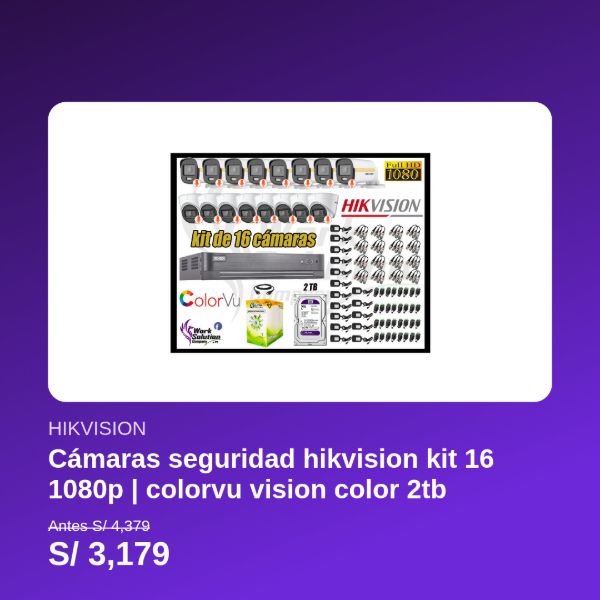 Full HD
1080
HIKVISION
kit de 16 cámaras
ColorVu
2 TB
Work
Solution
HIKVISION
Cámaras seguridad hikvision kit 16
1080p | colorvu vision color 2tb
Antes S/ 4,379
S/ 3,179